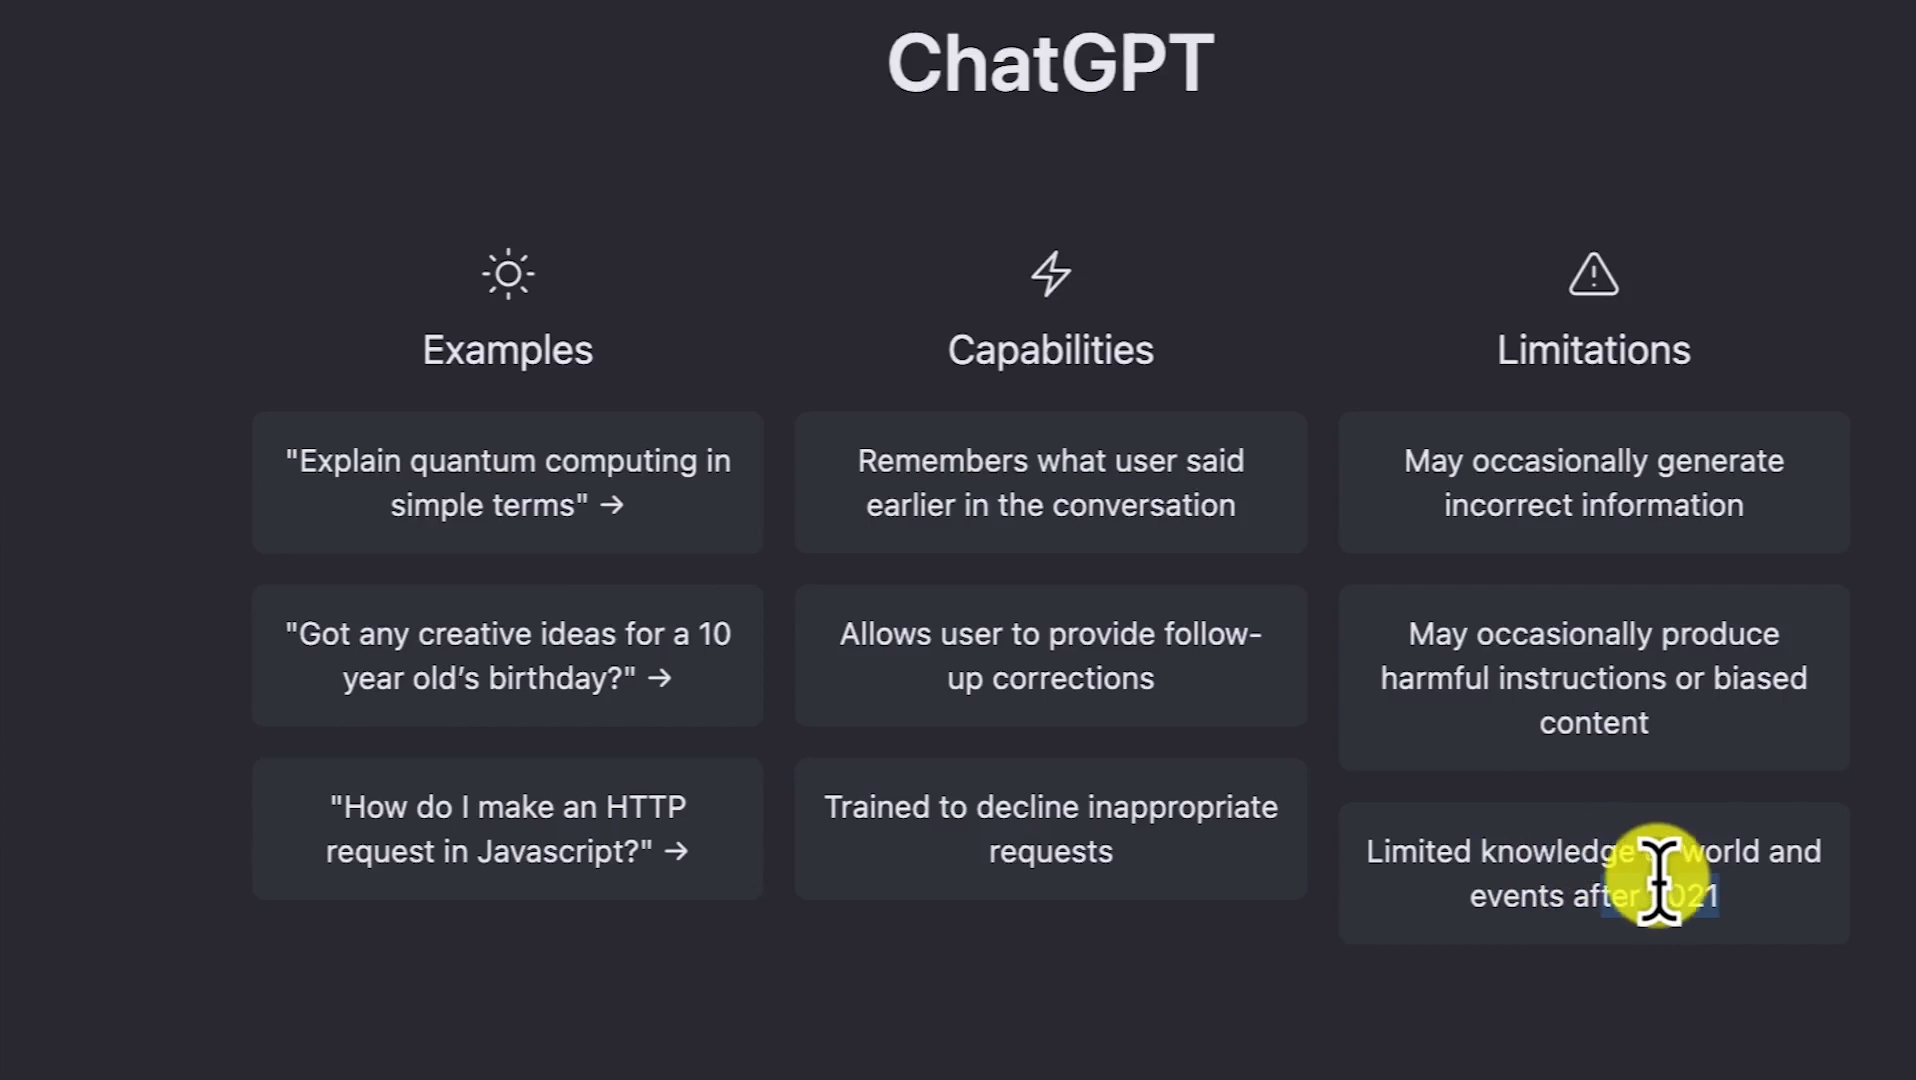 ChatGPT
Examples
"Explain quantum computing in
simple terms" →
"Got any creative ideas for a 10
year old's birthday?" →
"How do I make an HTTP
request in Javascript?" →
Capabilities
Remembers what user said
earlier in the conversation
Allows user to provide follow-
up corrections
Trained to decline inappropriate
requests
Limitations
May occasionally generate
incorrect information
May occasionally produce
harmful instructions or biased
content
Limited knowledge world and
events after 2021